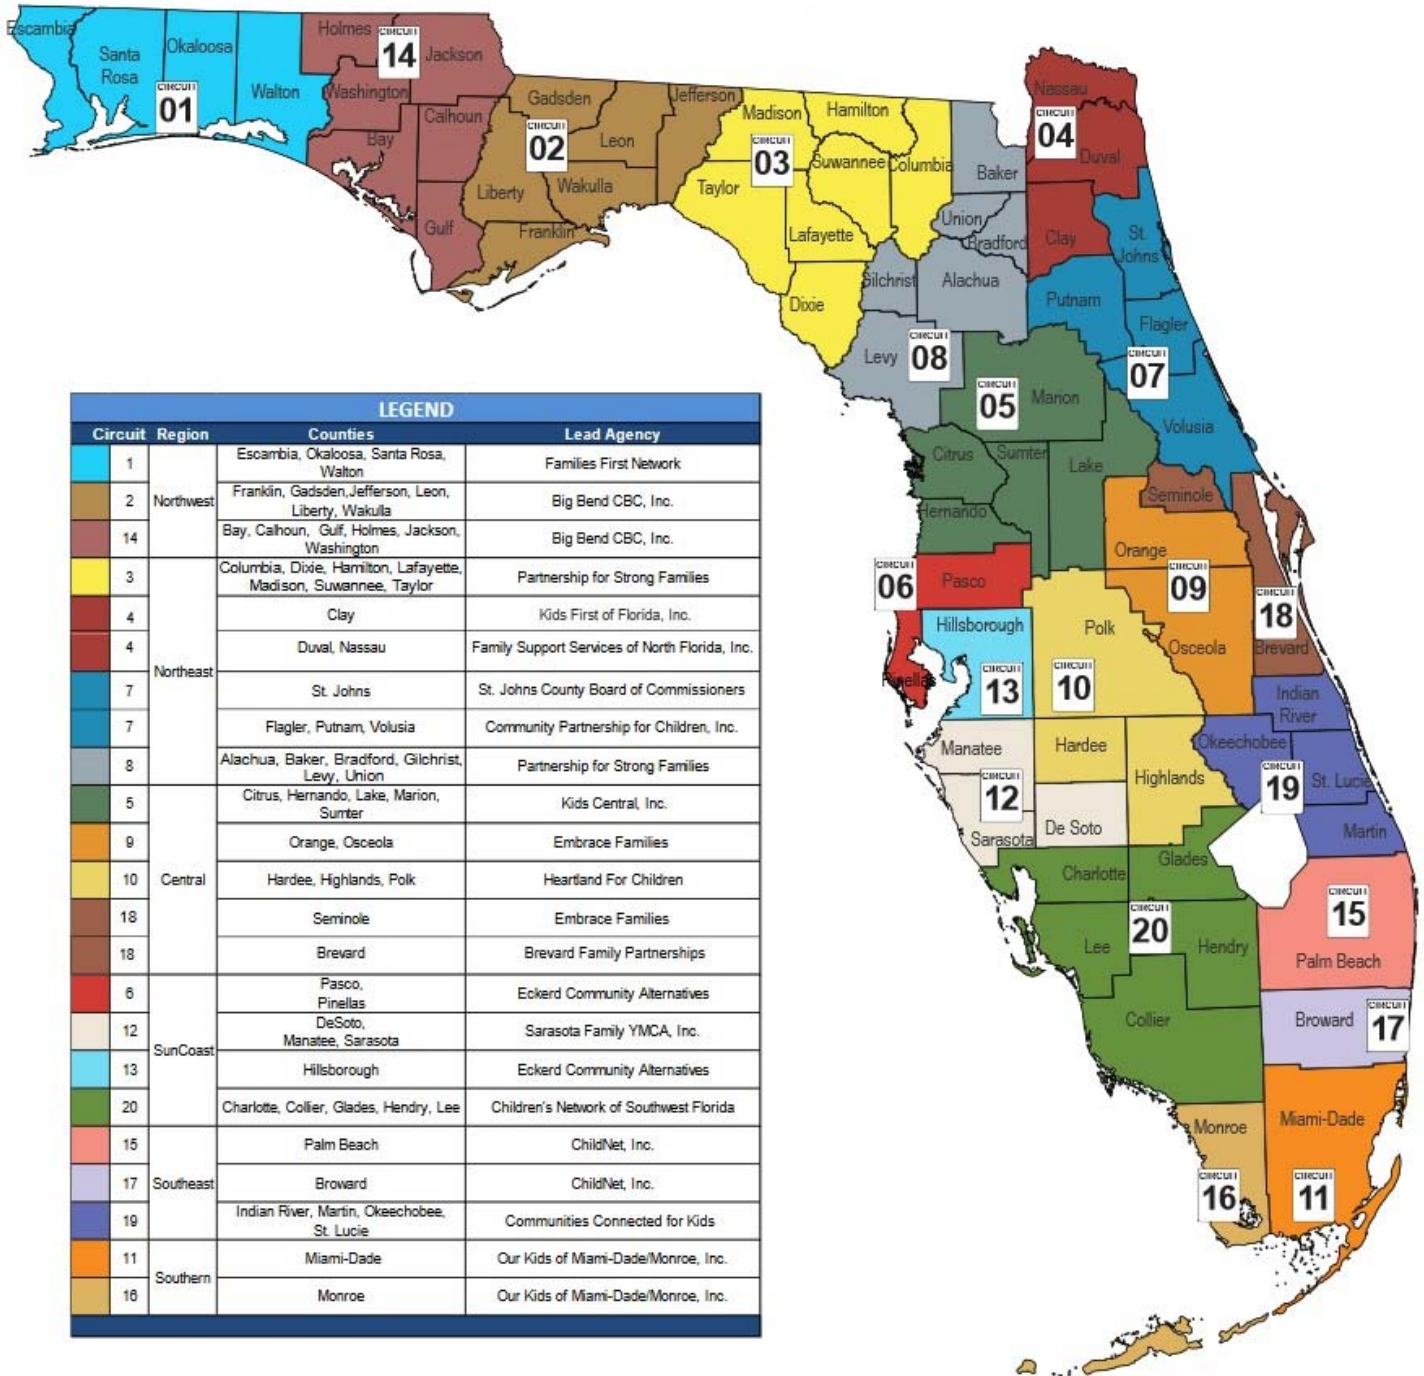 Escambia
Santa
Rosa
Okaloosa
Walton
CIRCUIT
01
Holmes
CIRCUIT
14
Jackson
Washington
Calhoun
Bay
Gulf
Gadsden
Jefferson
CIRCUIT
02
Leon
Liberty
Wakulla
Franklin
Madison
Hamilton
CIRCUIT
03
Suwannee
Columbia
Taylor
Lafayette
Dixie
Nassau
CIRCUIT
04
Duval
Clay
Baker
Union
Bradford
Gilchrist
Alachua
Levy
CIRCUIT
08
St.
Johns
Putnam
Flagler
CIRCUIT
07
Volusia
CIRCUIT
05
Marion
Citrus
Sumter
Lake
Hernando
Seminole
Orange
CIRCUIT
09
Osceola
CIRCUIT
18
Brevard
CIRCUIT
06
Pasco
Pinellas
Hillsborough
CIRCUIT
13
Polk
CIRCUIT
10
Hardee
Highlands
Manatee
CIRCUIT
12
Sarasota
De Soto
Indian
River
Okeechobee
CIRCUIT
19
St. Lucie
Martin
Charlotte
Glades
CIRCUIT
20
Lee
Hendry
Collier
CIRCUIT
15
Palm Beach
Broward
CIRCUIT
17
Monroe
CIRCUIT
16
Miami-Dade
CIRCUIT
11
LEGEND
Circuit Region Counties Lead Agency
Northwest
1 Escambia, Okaloosa, Santa Rosa,
Walton Families First Network
2 Franklin, Gadsden,Jefferson, Leon,
Liberty, Wakulla Big Bend CBC, Inc.
14 Bay, Calhoun, Gulf, Holmes, Jackson,
Washington Big Bend CBC, Inc.
Northeast
3 Columbia, Dixie, Hamilton, Lafayette,
Madison, Suwannee, Taylor Partnership for Strong Families
4 Clay Kids First of Florida, Inc.
4 Duval, Nassau Family Support Services of North Florida, Inc.
7 St. Johns St. Johns County Board of Commissioners
7 Flagler, Putnam, Volusia Community Partnership for Children, Inc.
8 Alachua, Baker, Bradford, Gilchrist,
Levy, Union Partnership for Strong Families
Central
5 Citrus, Hernando, Lake, Marion,
Sumter Kids Central, Inc.
9 Orange, Osceola Embrace Families
10 Hardee, Highlands, Polk Heartland For Children
18 Seminole Embrace Families
18 Brevard Brevard Family Partnerships
SunCoast
6 Pasco,
Pinellas Eckerd Community Alternatives
12 DeSoto,
Manatee, Sarasota Sarasota Family YMCA, Inc.
13 Hillsborough Eckerd Community Alternatives
20 Charlotte, Collier, Glades, Hendry, Lee Children's Network of Southwest Florida
Southeast
15 Palm Beach ChildNet, Inc.
17 Broward ChildNet, Inc.
19 Indian River, Martin, Okeechobee,
St. Lucie Communities Connected for Kids
Southern
11 Miami-Dade Our Kids of Miami-Dade/Monroe, Inc.
16 Monroe Our Kids of Miami-Dade/Monroe, Inc.